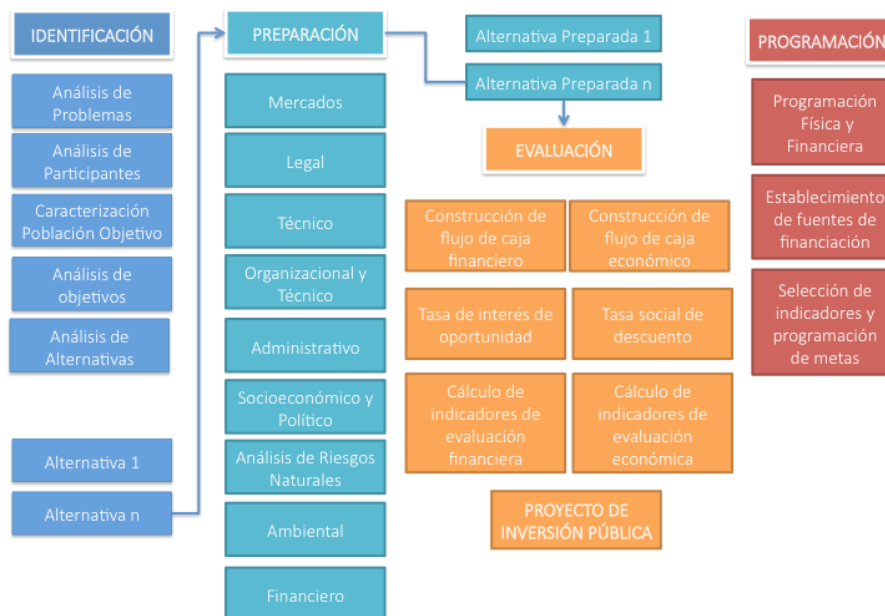 IDENTIFICACIÓN
Análisis de
Problemas
Análisis de
Participantes
Caracterización
Población Objetivo
Análisis de
objetivos
Análisis de
Alternativas
Alternativa 1
Alternativa n
PREPARACIÓN
Mercados
Legal
Técnico
Organizacional y
Técnico
Administrativo
Socioeconómico y
Político
Análisis de Riesgos
Naturales
Ambiental
Financiero
Alternativa Preparada 1
Alternativa Preparada n
EVALUACIÓN
Construcción de
flujo de caja
financiero
Construcción de
flujo de caja
económico
Tasa de interés de
oportunidad
Tasa social de
descuento
Cálculo de
indicadores de
evaluación
financiera
Cálculo de
indicadores de
evaluación
económica
PROYECTO DE
INVERSIÓN PÚBLICA
PROGRAMACIÓN
Programación
Física y
Financiera
Establecimiento
de fuentes de
financiación
Selección de
indicadores y
programación
de metas